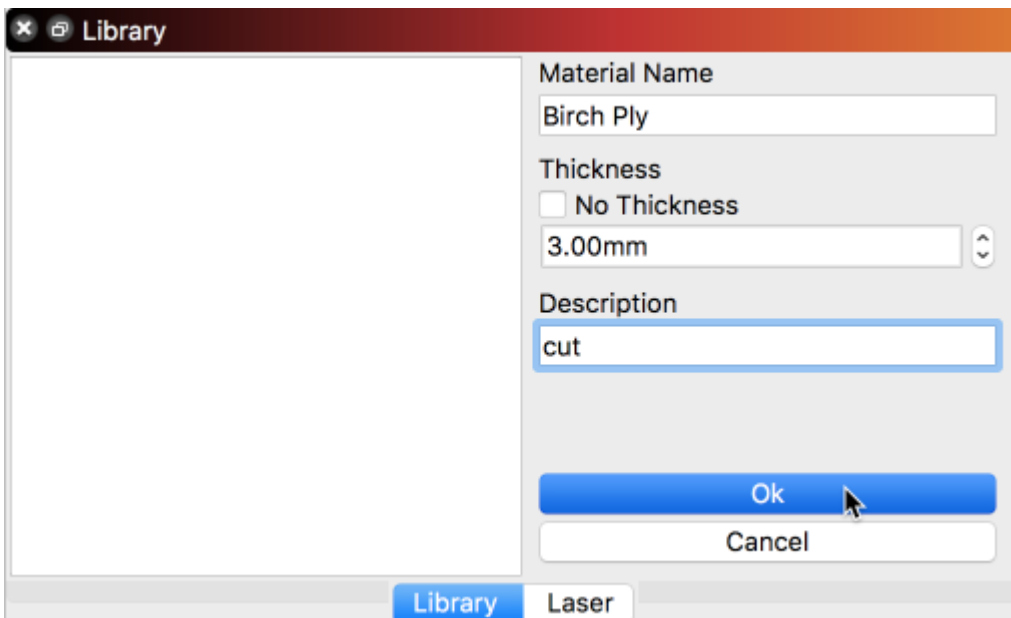 Library
Material Name
Birch Ply
Thickness
No Thickness
3.00mm
Description
cut
Ok
Cancel
Library Laser